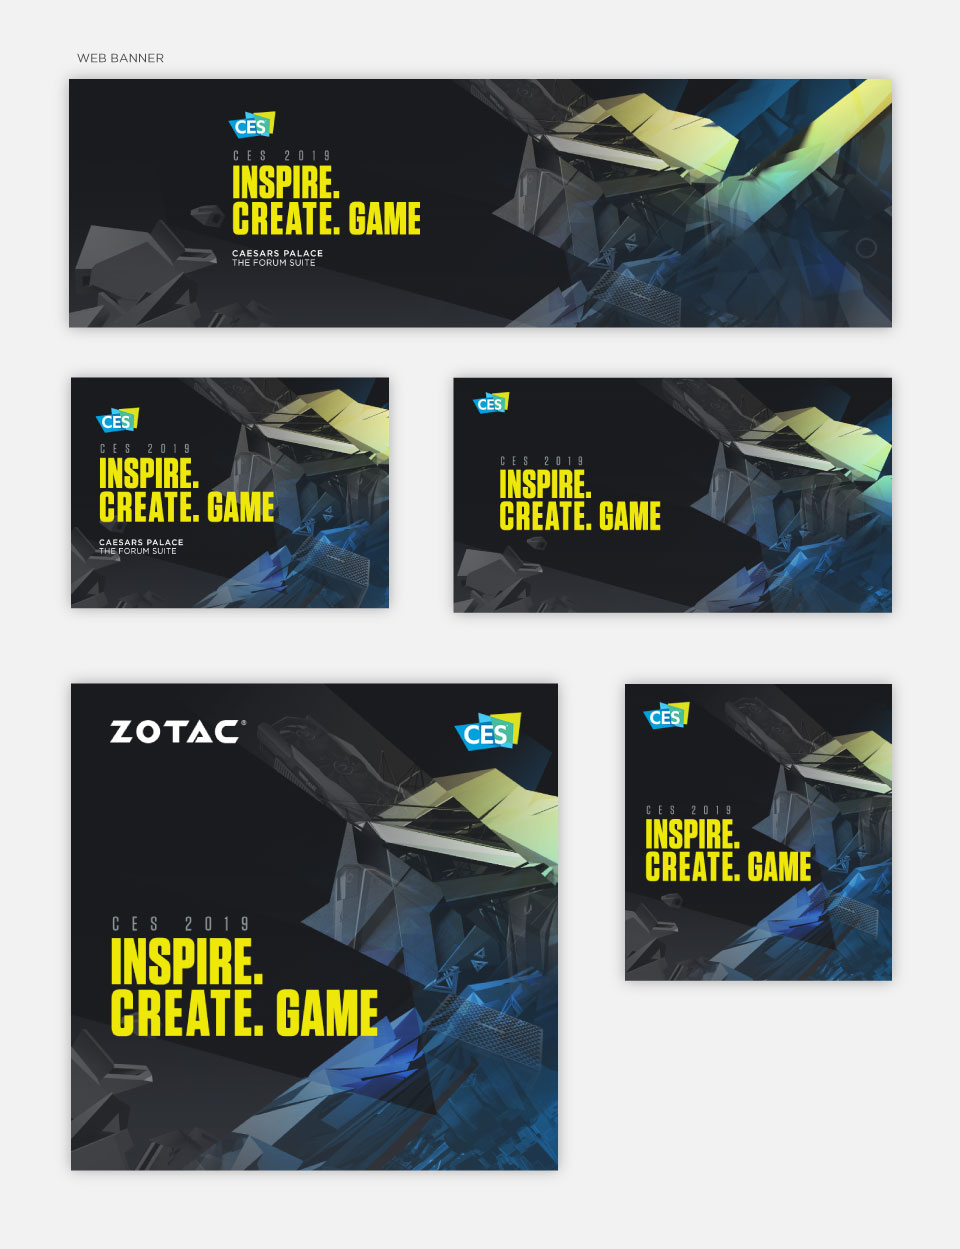 WEB BANNER
CES
CES 2019
INSPIRE.
CREATE. GAME
CAESARS PALACE
THE FORUM SUITE
CES
CES 2019
INSPIRE.
CREATE. GAME
CAESARS PALACE
THE FORUM SUITE
CES
CES 2019
INSPIRE.
CREATE. GAME
ZOTAC®
CES
CES 2019
INSPIRE.
CREATE. GAME
CES
CES 2019
INSPIRE.
CREATE. GAME